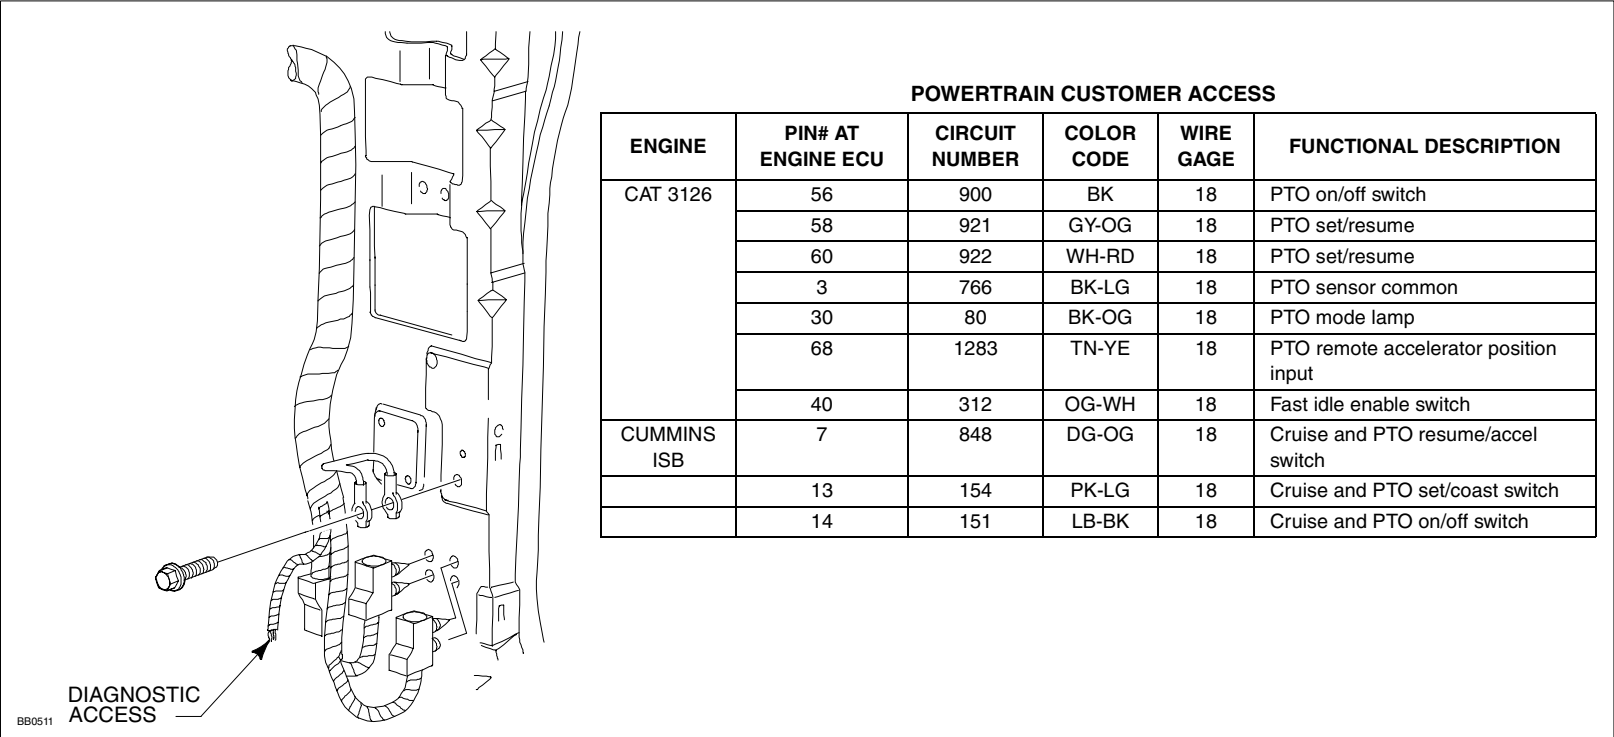 POWERTRAIN CUSTOMER ACCESS
ENGINE PIN# AT ENGINE ECU CIRCUIT NUMBER COLOR CODE WIRE GAGE FUNCTIONAL DESCRIPTION
CAT 3126 56 900 BK 18 PTO on/off switch
58 921 GY-OG 18 PTO set/resume
60 922 WH-RD 18 PTO set/resume
3 766 BK-LG 18 PTO sensor common
30 80 BK-OG 18 PTO mode lamp
68 1283 TN-YE 18 PTO remote accelerator position
input
40 312 OG-WH 18 Fast idle enable switch
CUMMINS 7 848 DG-OG 18 Cruise and PTO resume/accel
ISB switch
13 154 PK-LG 18 Cruise and PTO set/coast switch
14 151 LB-BK 18 Cruise and PTO on/off switch
DIAGNOSTIC
ACCESS
BB0511